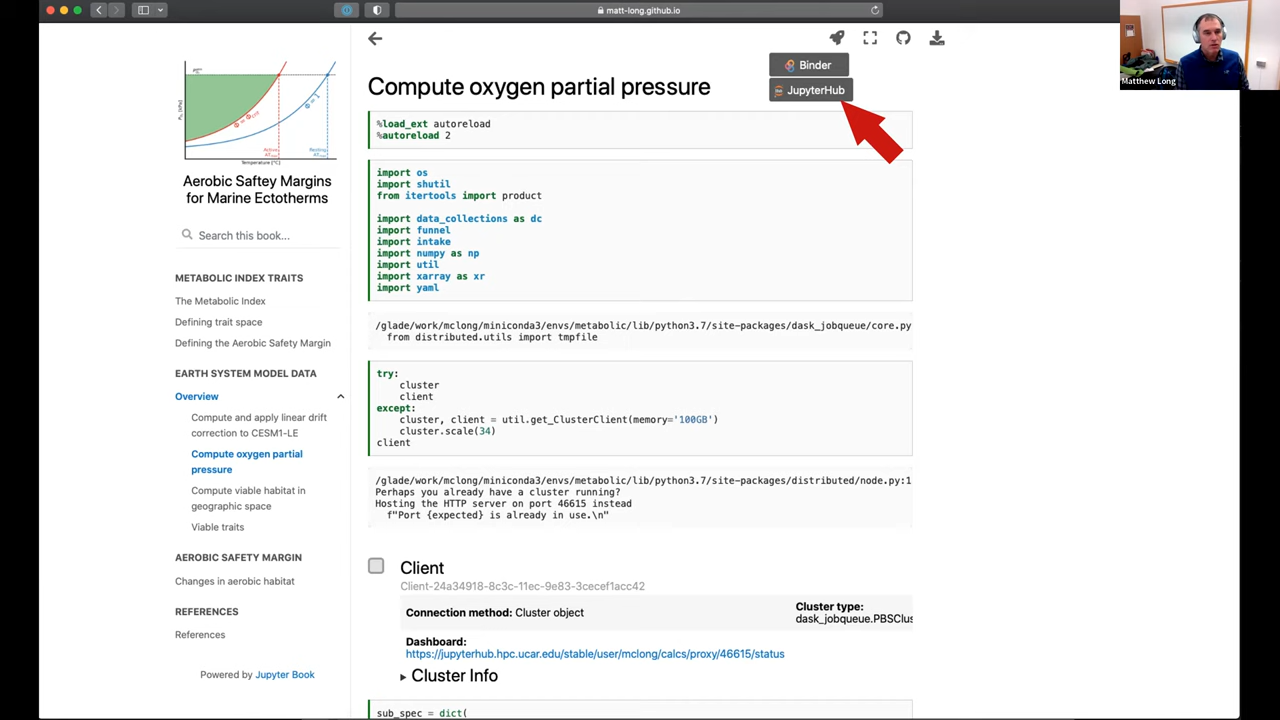 matt-long.github.io
Matthew Long
Binder
JupyterHub
Φ = Φcrit
Φ = 1
Active
ATmax
Resting
ATmax
Temperature [°C]
Aerobic Saftey Margins
for Marine Ectotherms
Search this book...
METABOLIC INDEX TRAITS
The Metabolic Index
Defining trait space
Defining the Aerobic Safety Margin
EARTH SYSTEM MODEL DATA
Overview
Compute and apply linear drift
correction to CESM1-LE
Compute oxygen partial
pressure
Compute viable habitat in
geographic space
Viable traits
AEROBIC SAFETY MARGIN
Changes in aerobic habitat
REFERENCES
References
Powered by Jupyter Book
Compute oxygen partial pressure
%load_ext autoreload
%autoreload 2
import os
import shutil
from itertools import product
import data_collections as dc
import funnel
import intake
import numpy as np
import util
import xarray as xr
import yaml
/glade/work/mclong/miniconda3/envs/metabolic/lib/python3.7/site-packages/dask_jobqueue/core.py
from distributed.utils import tmpfile
try:
cluster
client
except:
cluster, client = util.get_ClusterClient(memory='100GB')
cluster.scale(34)
client
/glade/work/mclong/miniconda3/envs/metabolic/lib/python3.7/site-packages/distributed/node.py:1
Perhaps you already have a cluster running?
Hosting the HTTP server on port 46615 instead
f"Port {expected} is already in use.\n"
Client
Client-24a34918-8c3c-11ec-9e83-3cecef1acc42
Connection method: Cluster object
Cluster type:
dask_jobqueue.PBSClus
Dashboard:
https://jupyterhub.hpc.ucar.edu/stable/user/mclong/calcs/proxy/46615/status
Cluster Info
sub_spec = dict(